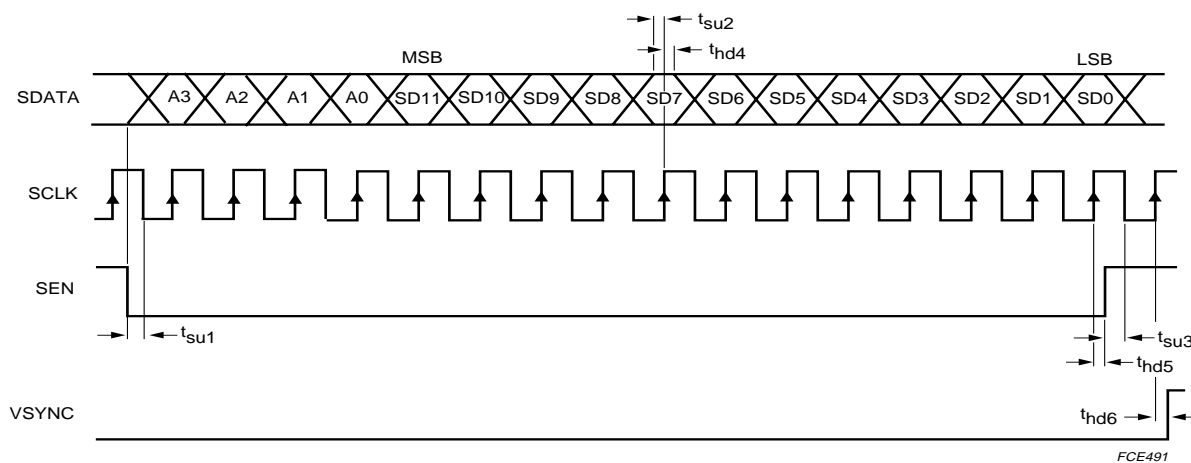 tsu2
thd4
MSB
LSB
SDATA A3 A2 A1 A0 SD11 SD10 SD9 SD8 SD7 SD6 SD5 SD4 SD3 SD2 SD1 SD0
SCLK
SEN
tsu1
tsu3
thd5
VSYNC
thd6
FCE491